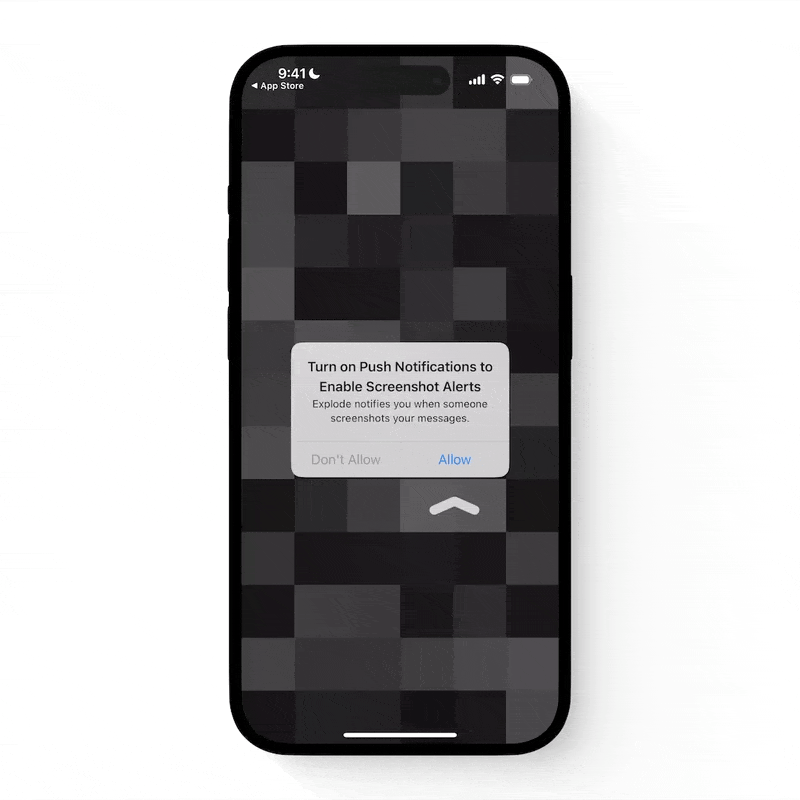 9:41
◀ App Store
Turn on Push Notifications to
Enable Screenshot Alerts
Explode notifies you when someone
screenshots your messages.
Don't Allow
Allow